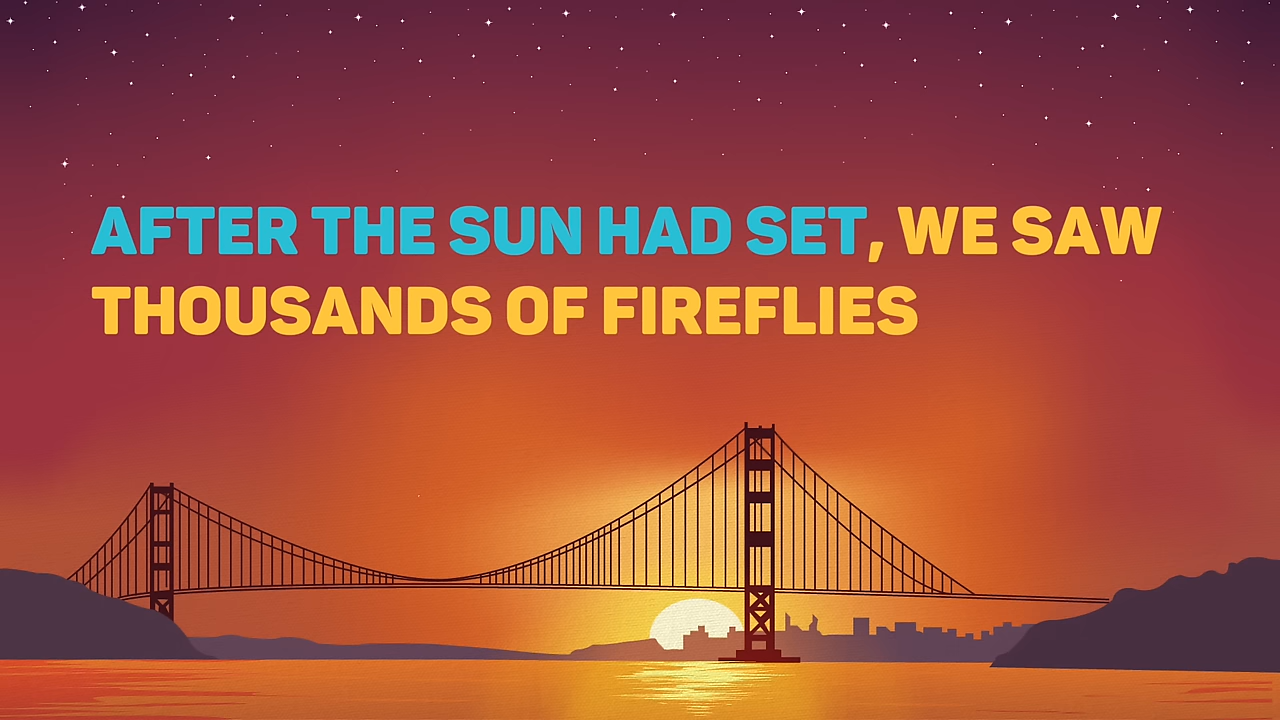 AFTER THE SUN HAD SET, WE SAW
THOUSANDS OF FIREFLIES